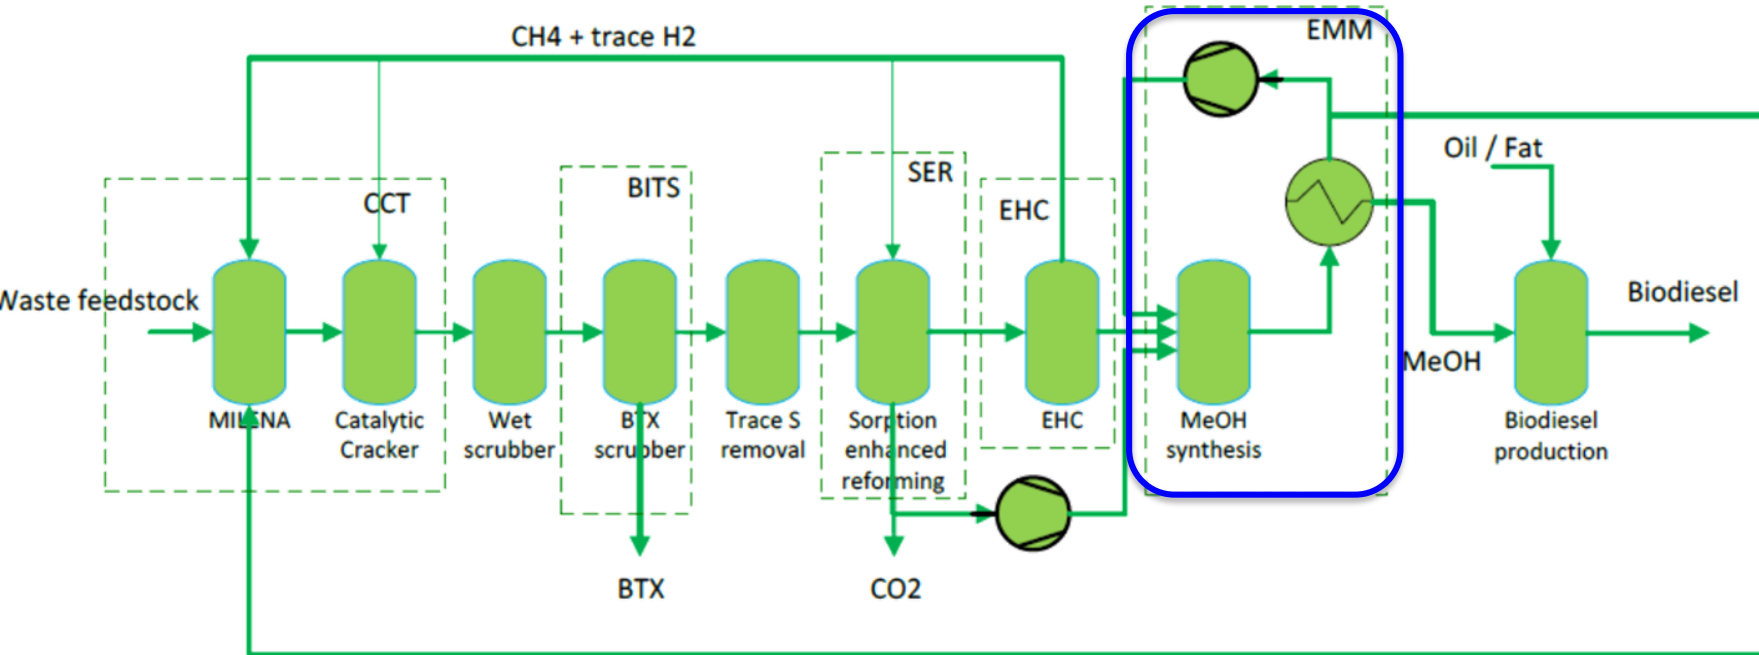 CH4 + trace H2
EMM
Oil / Fat
CCT
BITS
SER
EHC
Waste feedstock
Biodiesel
MeOH
MILENA
Catalytic
Cracker
Wet
scrubber
BTX
scrubber
Trace S
removal
Sorption
enhanced
reforming
EHC
MeOH
synthesis
Biodiesel
production
BTX
CO2